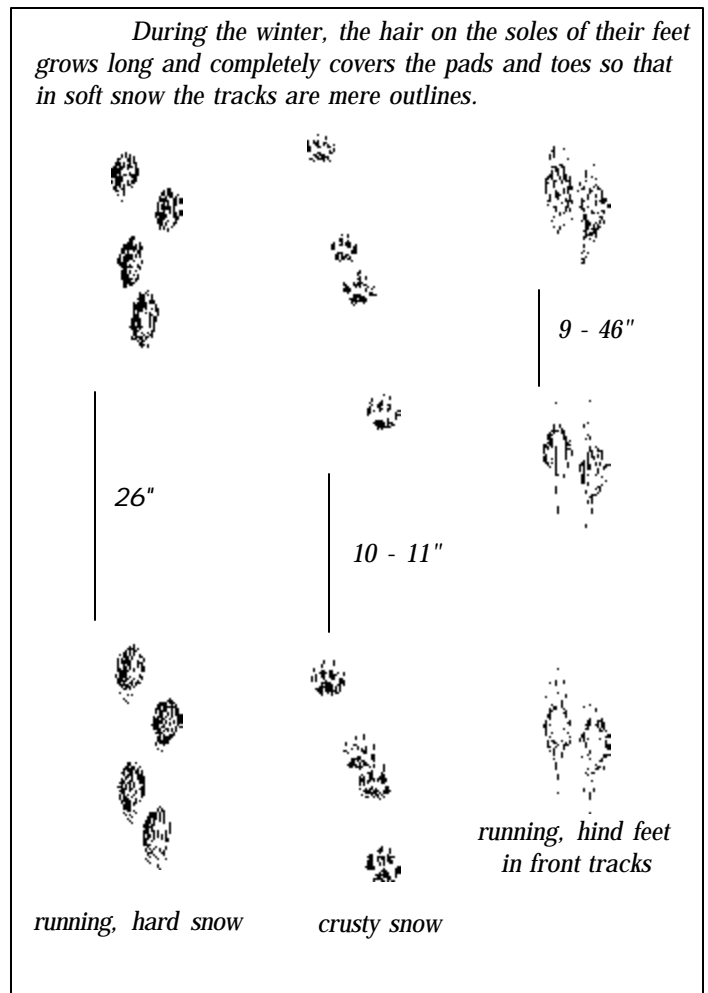 During the winter, the hair on the soles of their feet
grows long and completely covers the pads and toes so that
in soft snow the tracks are mere outlines.
9 - 46"
26"
10 - 11"
running, hind feet
in front tracks
running, hard snow
crusty snow